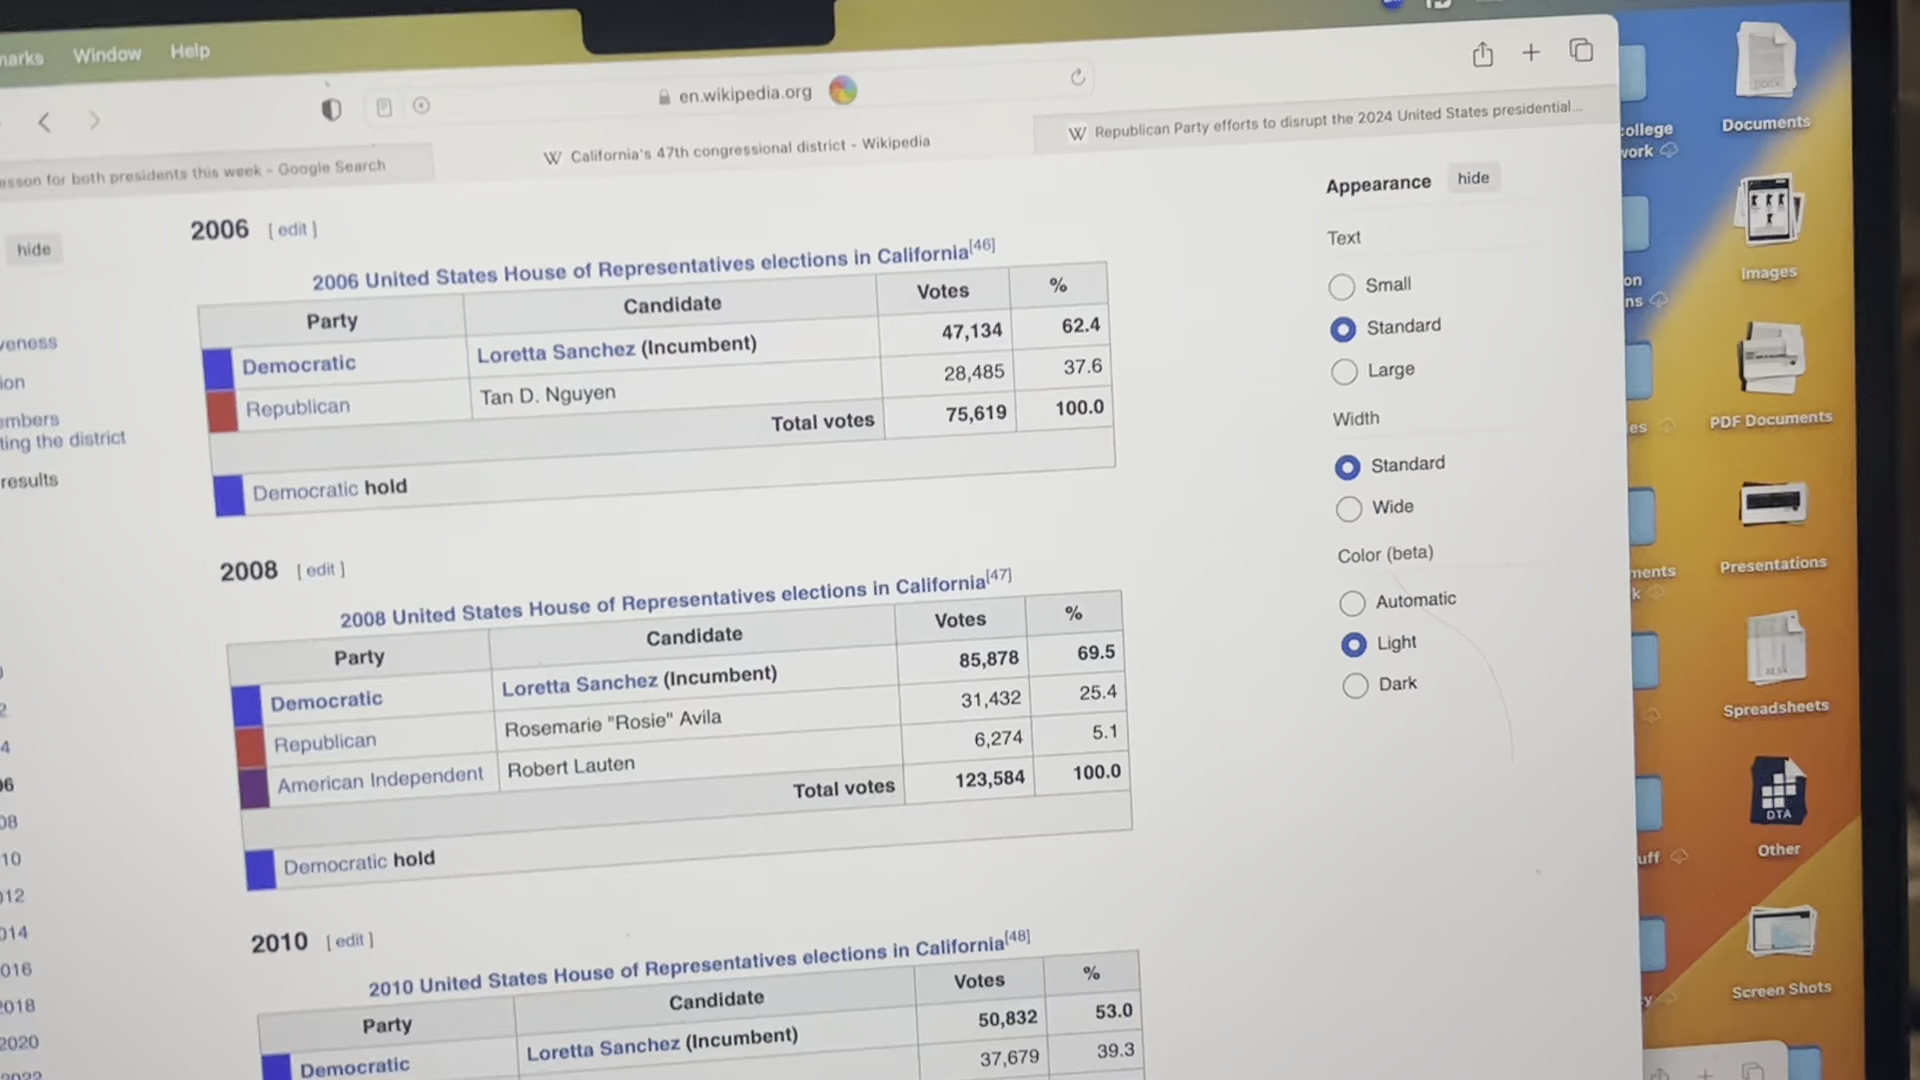 Window Help
en.wikipedia.org
for both presidents this week - Google Search
California's 47th congressional district - Wikipedia
Republican Party efforts to disrupt the 2024 United States presidential...
hide
results
ting the district
2006 [ edit ]
2006 United States House of Representatives elections in California[46]
Party Candidate Votes %
Democratic Loretta Sanchez (Incumbent) 47,134 62.4
Republican Tan D. Nguyen 28,485 37.6
Total votes 75,619 100.0
Democratic hold
2008 [ edit ]
2008 United States House of Representatives elections in California[47]
Party Candidate Votes %
Democratic Loretta Sanchez (Incumbent) 85,878 69.5
Republican Rosemarie "Rosie" Avila 31,432 25.4
American Independent Robert Lauten 6,274 5.1
Total votes 123,584 100.0
Democratic hold
2010 [ edit ]
2010 United States House of Representatives elections in California[48]
Party Candidate Votes %
Democratic Loretta Sanchez (Incumbent) 50,832 53.0
37,679 39.3
2018
2020
Appearance hide
Text
Small
Standard
Large
Width
Standard
Wide
Color (beta)
Automatic
Light
Dark
Documents
Images
PDF Documents
Presentations
XLSX
Spreadsheets
DTA
Other
Screen Shots